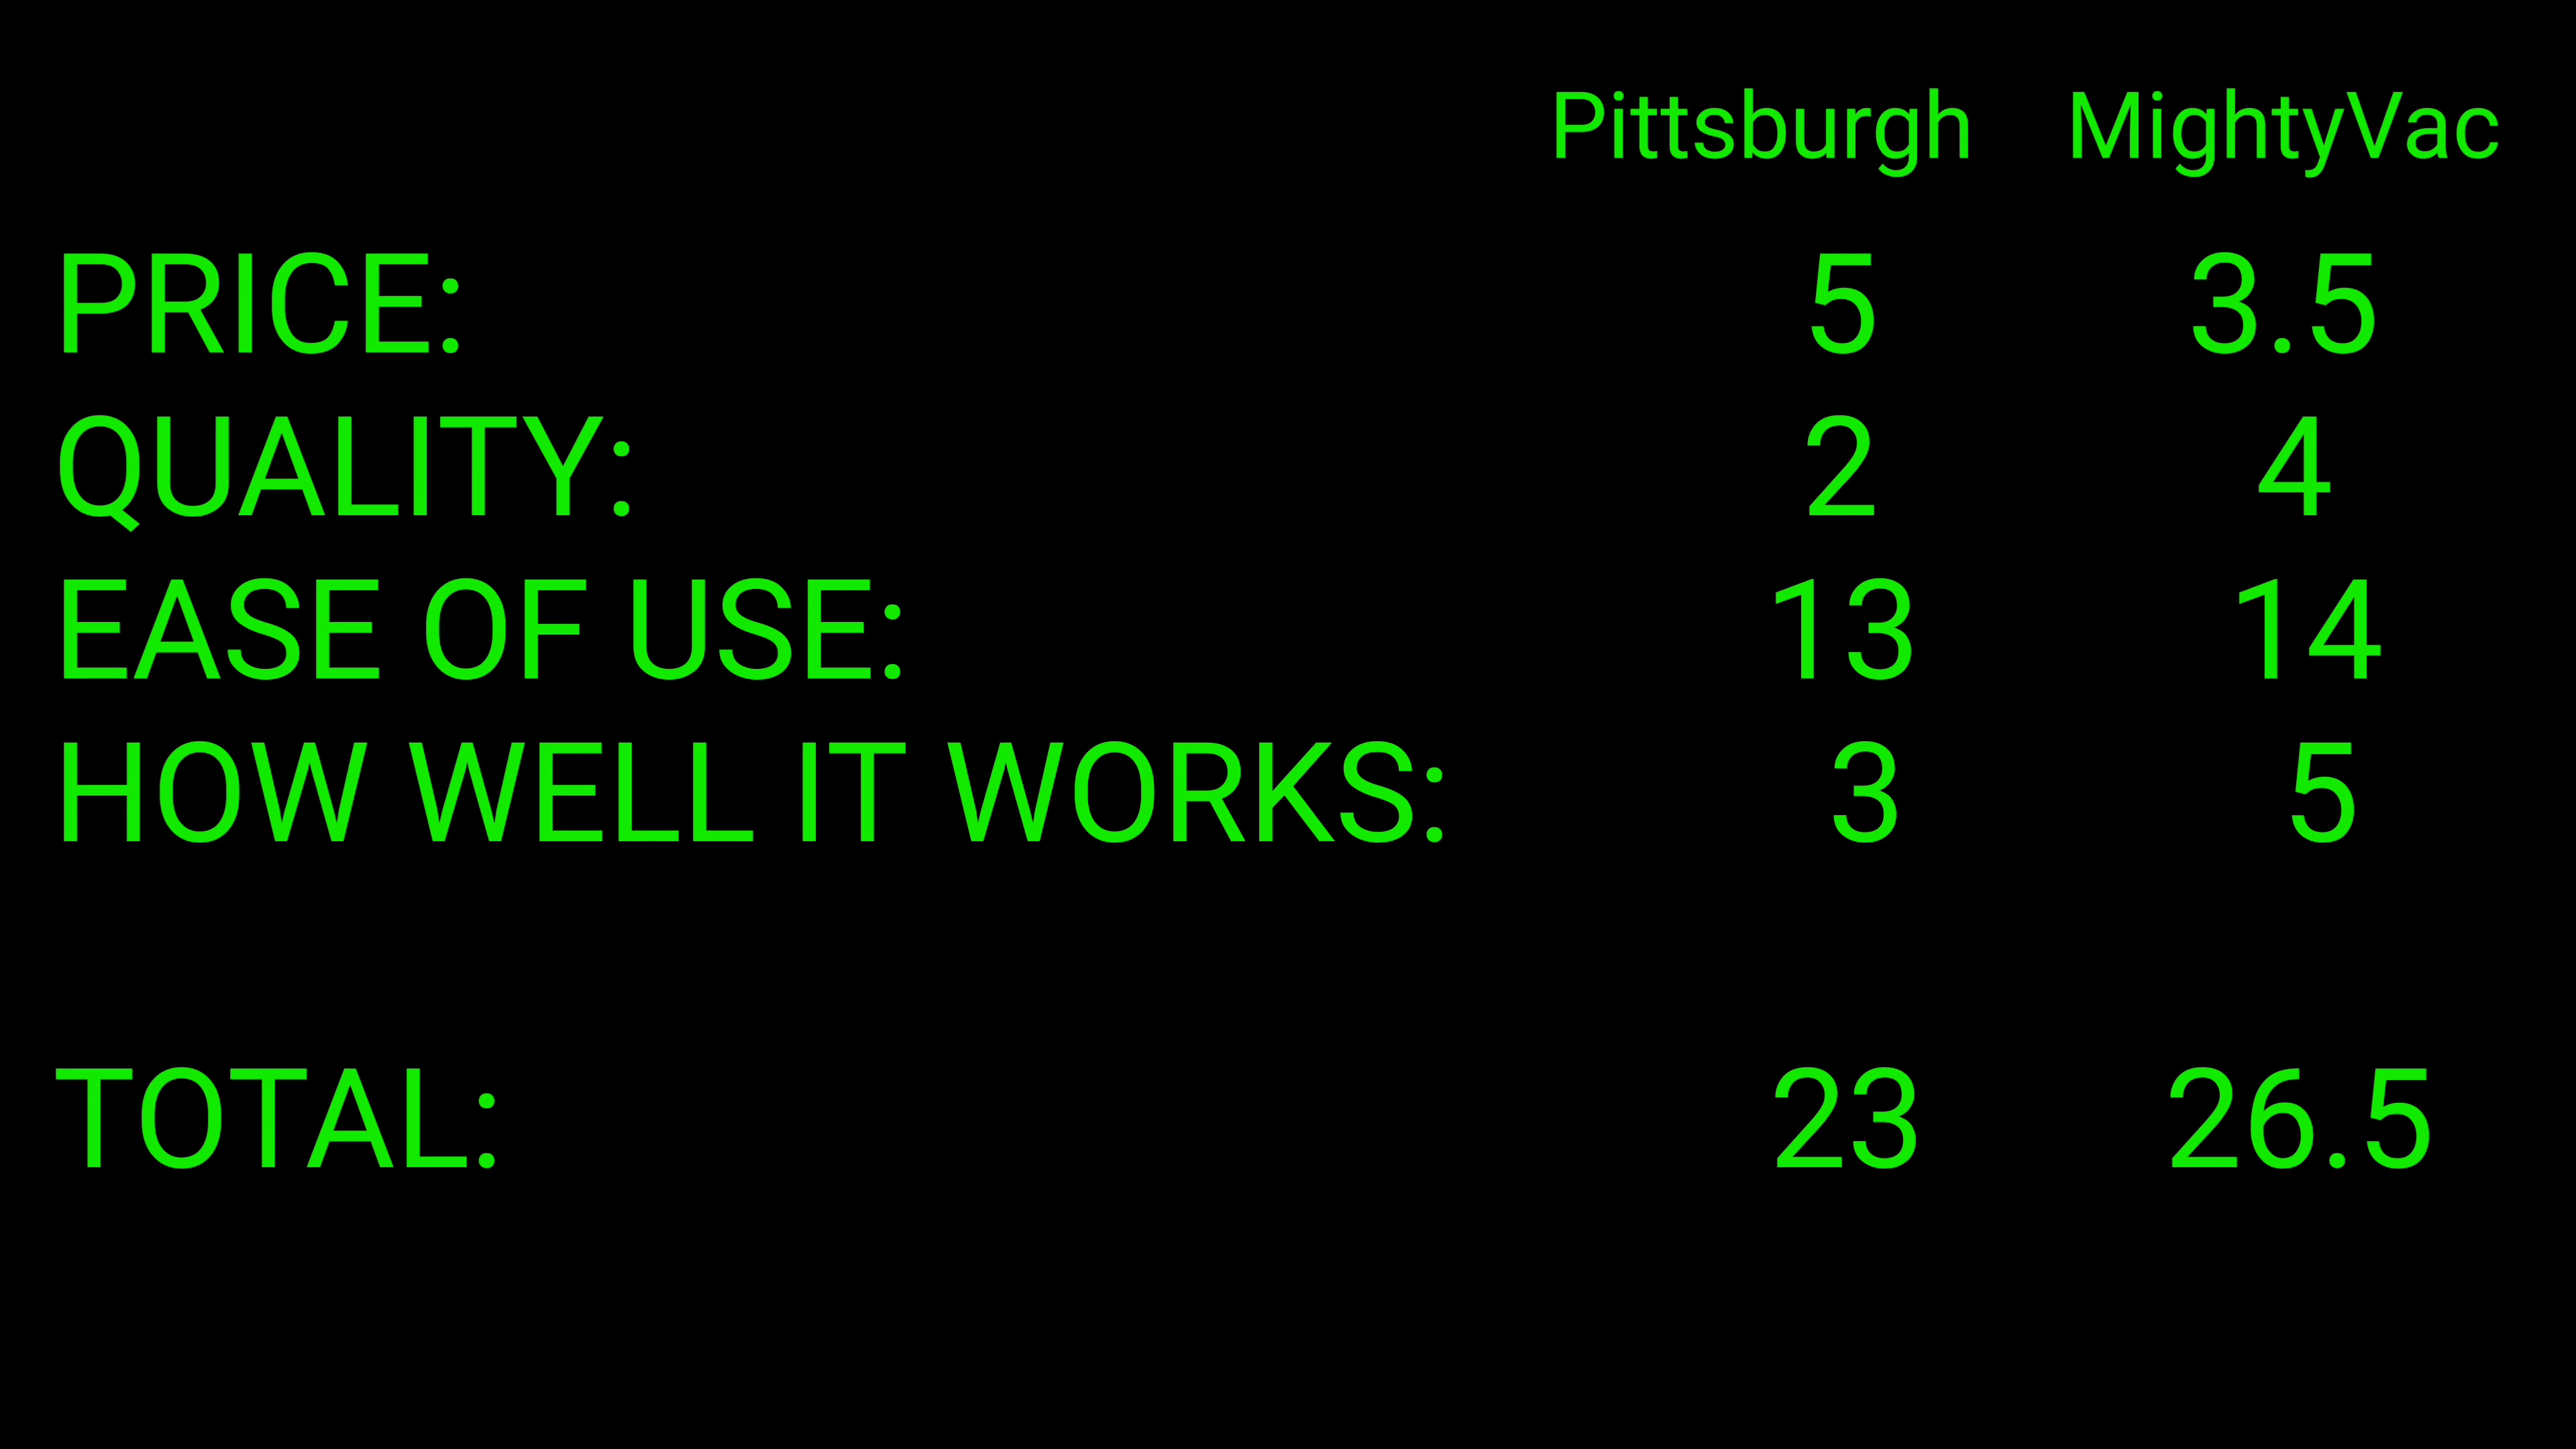 Pittsburgh MightyVac
PRICE: 5 3.5
QUALITY: 2 4
EASE OF USE: 13 14
HOW WELL IT WORKS: 3 5
TOTAL: 23 26.5